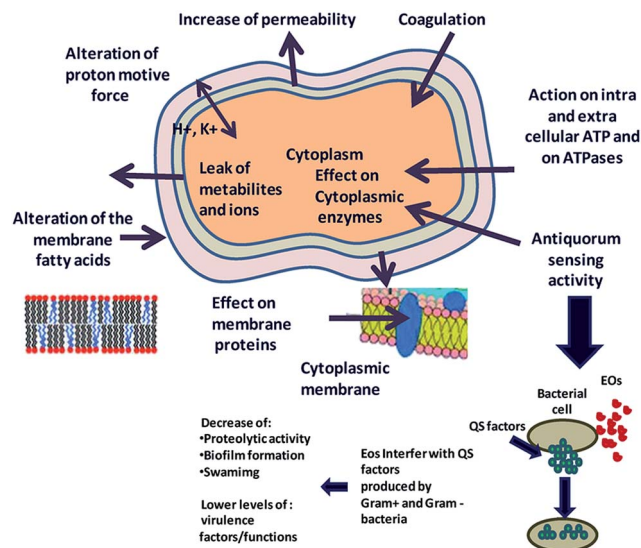 Increase of permeability
Coagulation
Alteration of
proton motive
force
H+, K+
Action on intra
and extra
cellular ATP and
on ATPases
Cytoplasm
Effect on
Cytoplasmic
enzymes
Leak of
metabilites
and ions
Alteration of the
membrane
fatty acids
Antiquorum
sensing
activity
Effect on
membrane
proteins
Cytoplasmic
membrane
Bacterial
cell
EOs
QS factors
Decrease of:
•Proteolytic activity
•Biofilm formation
•Swamimg
Lower levels of :
virulence
factors/functions
Eos Interfer with QS
factors
produced by
Gram+ and Gram -
bacteria